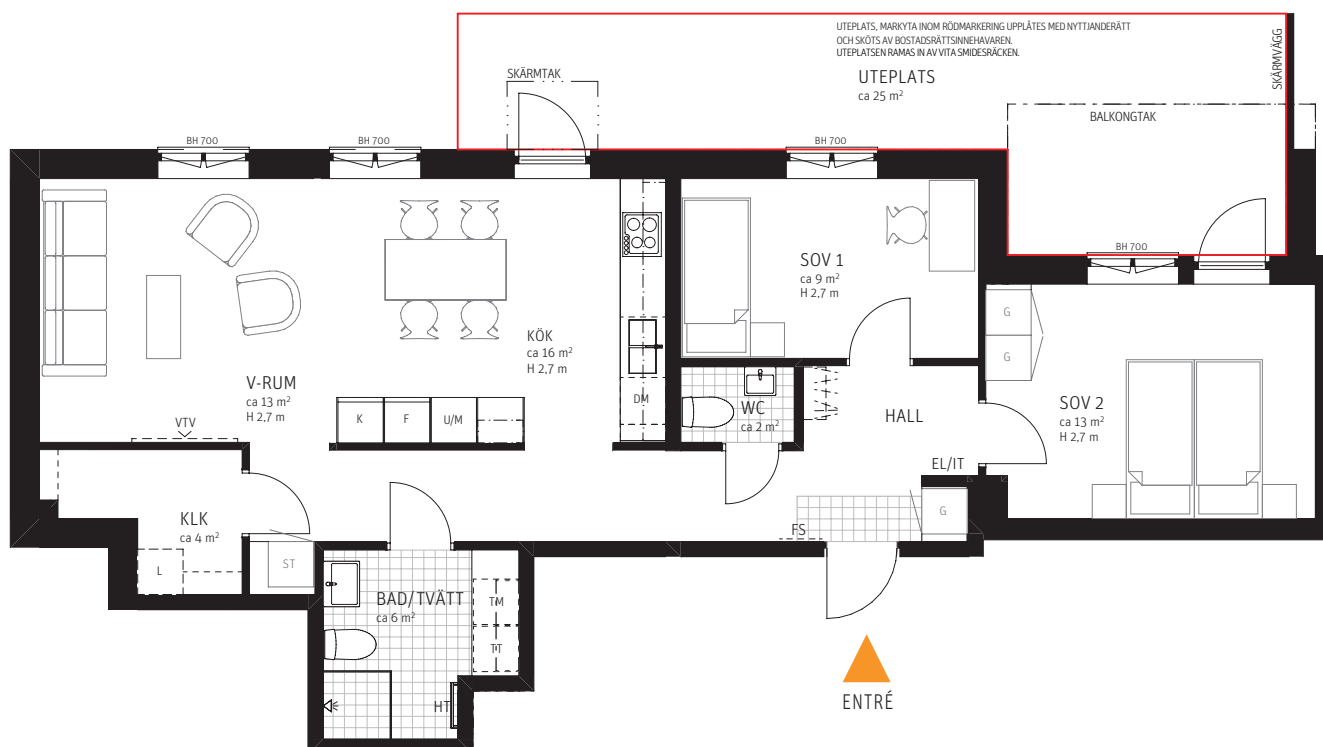 UTEPLATS, MARKYTA INOM RÖDMARKERING UPPLÅTES MED NYTTJANDERÄTT
OCH SKÖTS AV BOSTADSRÄTTSINNEHAVAREN.
UTEPLATSEN RAMAS IN AV VITA SMIDESRÄCKEN.
UTEPLATS
ca 25 m²
SKÄRMVÄGG
SKÄRMTAK
BALKONGTAK
BH 700
BH 700
BH 700
BH 700
SOV 1
ca 9 m²
H 2,7 m
G
G
KÖK
ca 16 m²
H 2,7 m
V-RUM
ca 13 m²
H 2,7 m
VTV
K
F
U/M
DM
WC
ca 2 m²
HALL
SOV 2
ca 13 m²
H 2,7 m
EL/IT
G
FS
KLK
ca 4 m²
L
ST
BAD/TVÄTT
ca 6 m²
TM
TT
HT
ENTRÉ